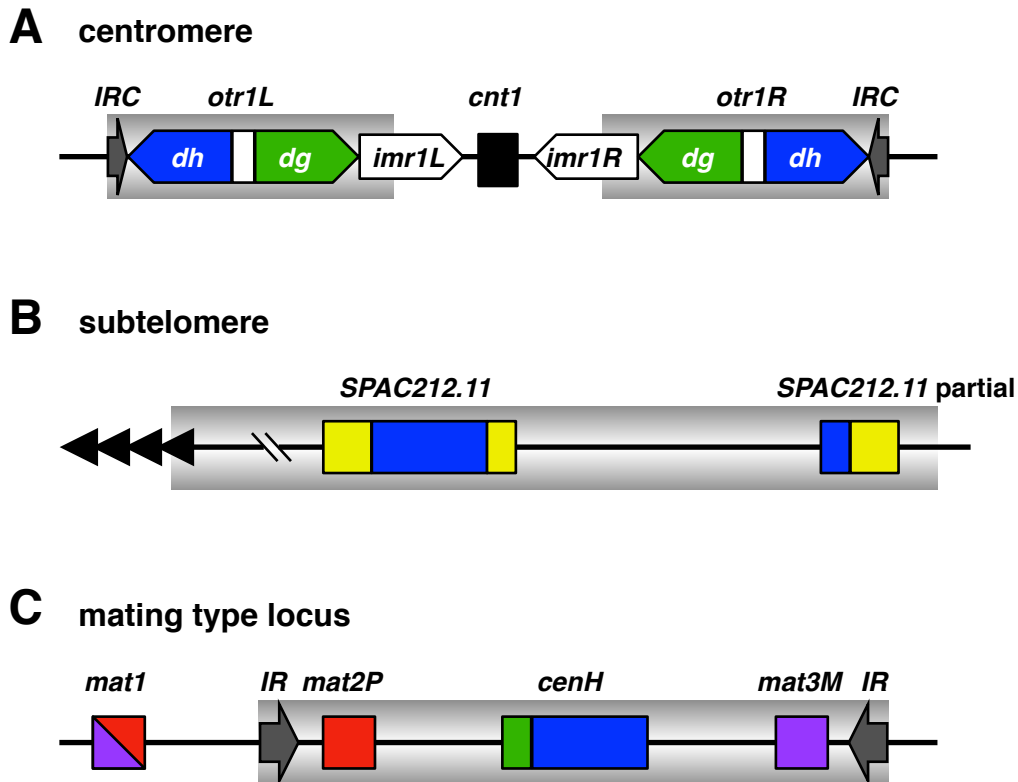 A centromere
IRC otr1L cnt1 otr1R IRC
dh dg imr1L imr1R dg dh
B subtelomere
SPAC212.11 SPAC212.11 partial
C mating type locus
mat1 IR mat2P cenH mat3M IR